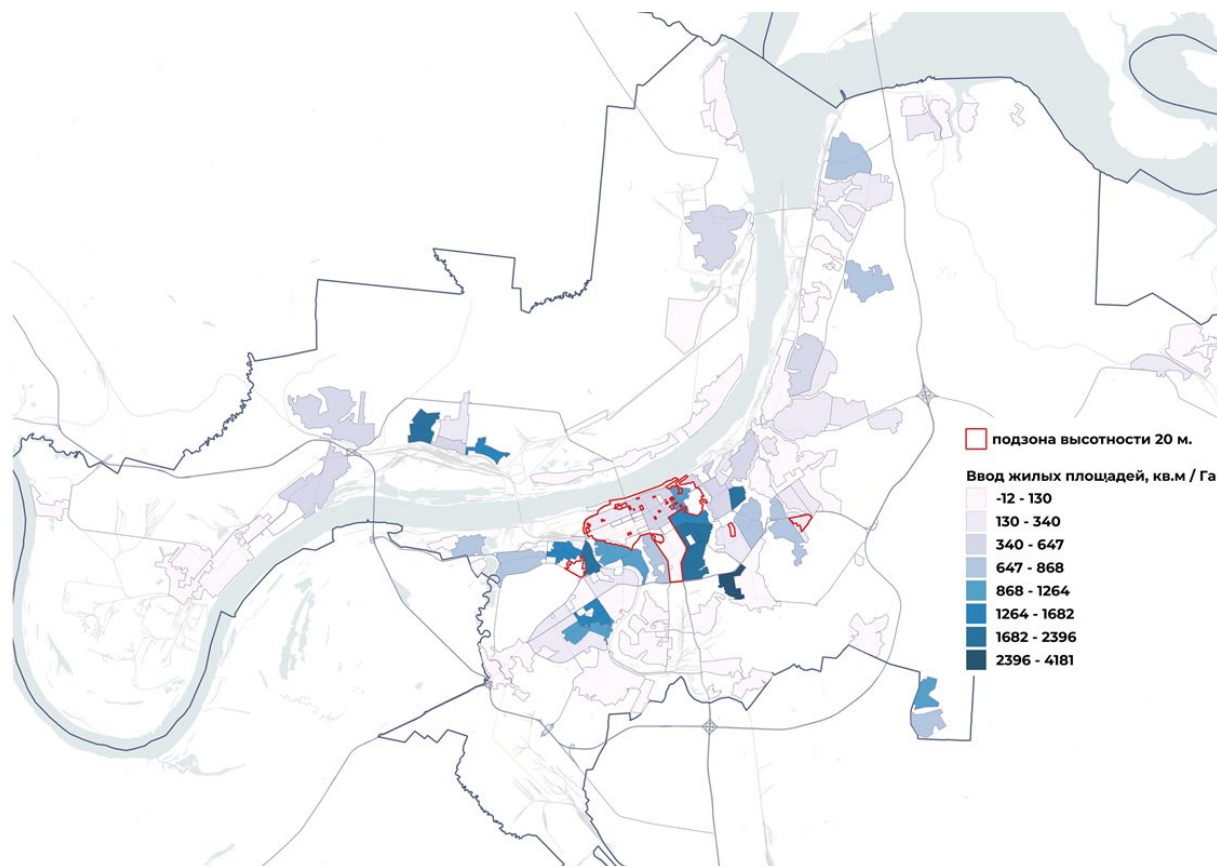 подзона высотности 20 м.
Ввод жилых площадей, кв.м / Га
-12 - 130
130 - 340
340 - 647
647 - 868
868 - 1264
1264 - 1682
1682 - 2396
2396 - 4181